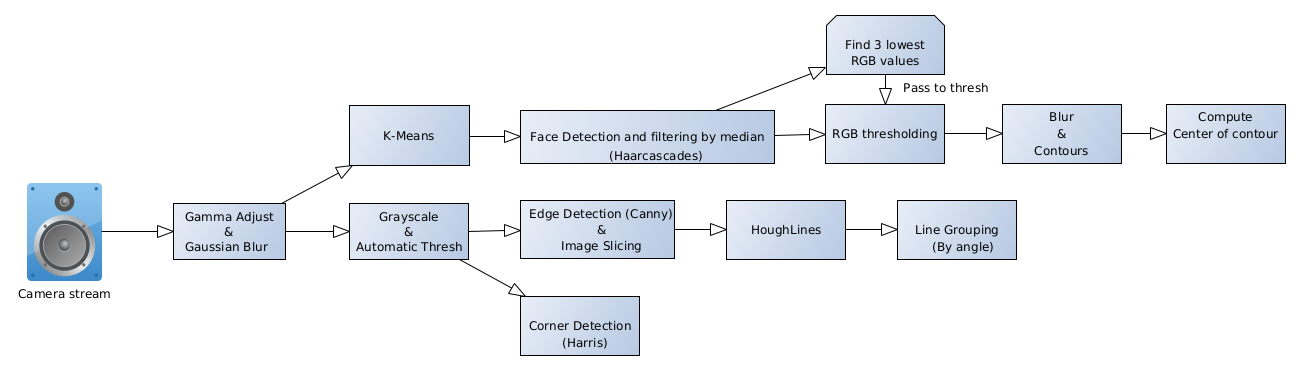 Find 3 lowest
RGB values
Pass to thresh
K-Means
Face Detection and filtering by median
(Haarcascades)
RGB thresholding
Blur
&
Contours
Compute
Center of contour
Camera stream
Gamma Adjust
&
Gaussian Blur
Grayscale
&
Automatic Thresh
Edge Detection (Canny)
&
Image Slicing
HoughLines
Line Grouping
(By angle)
Corner Detection
(Harris)